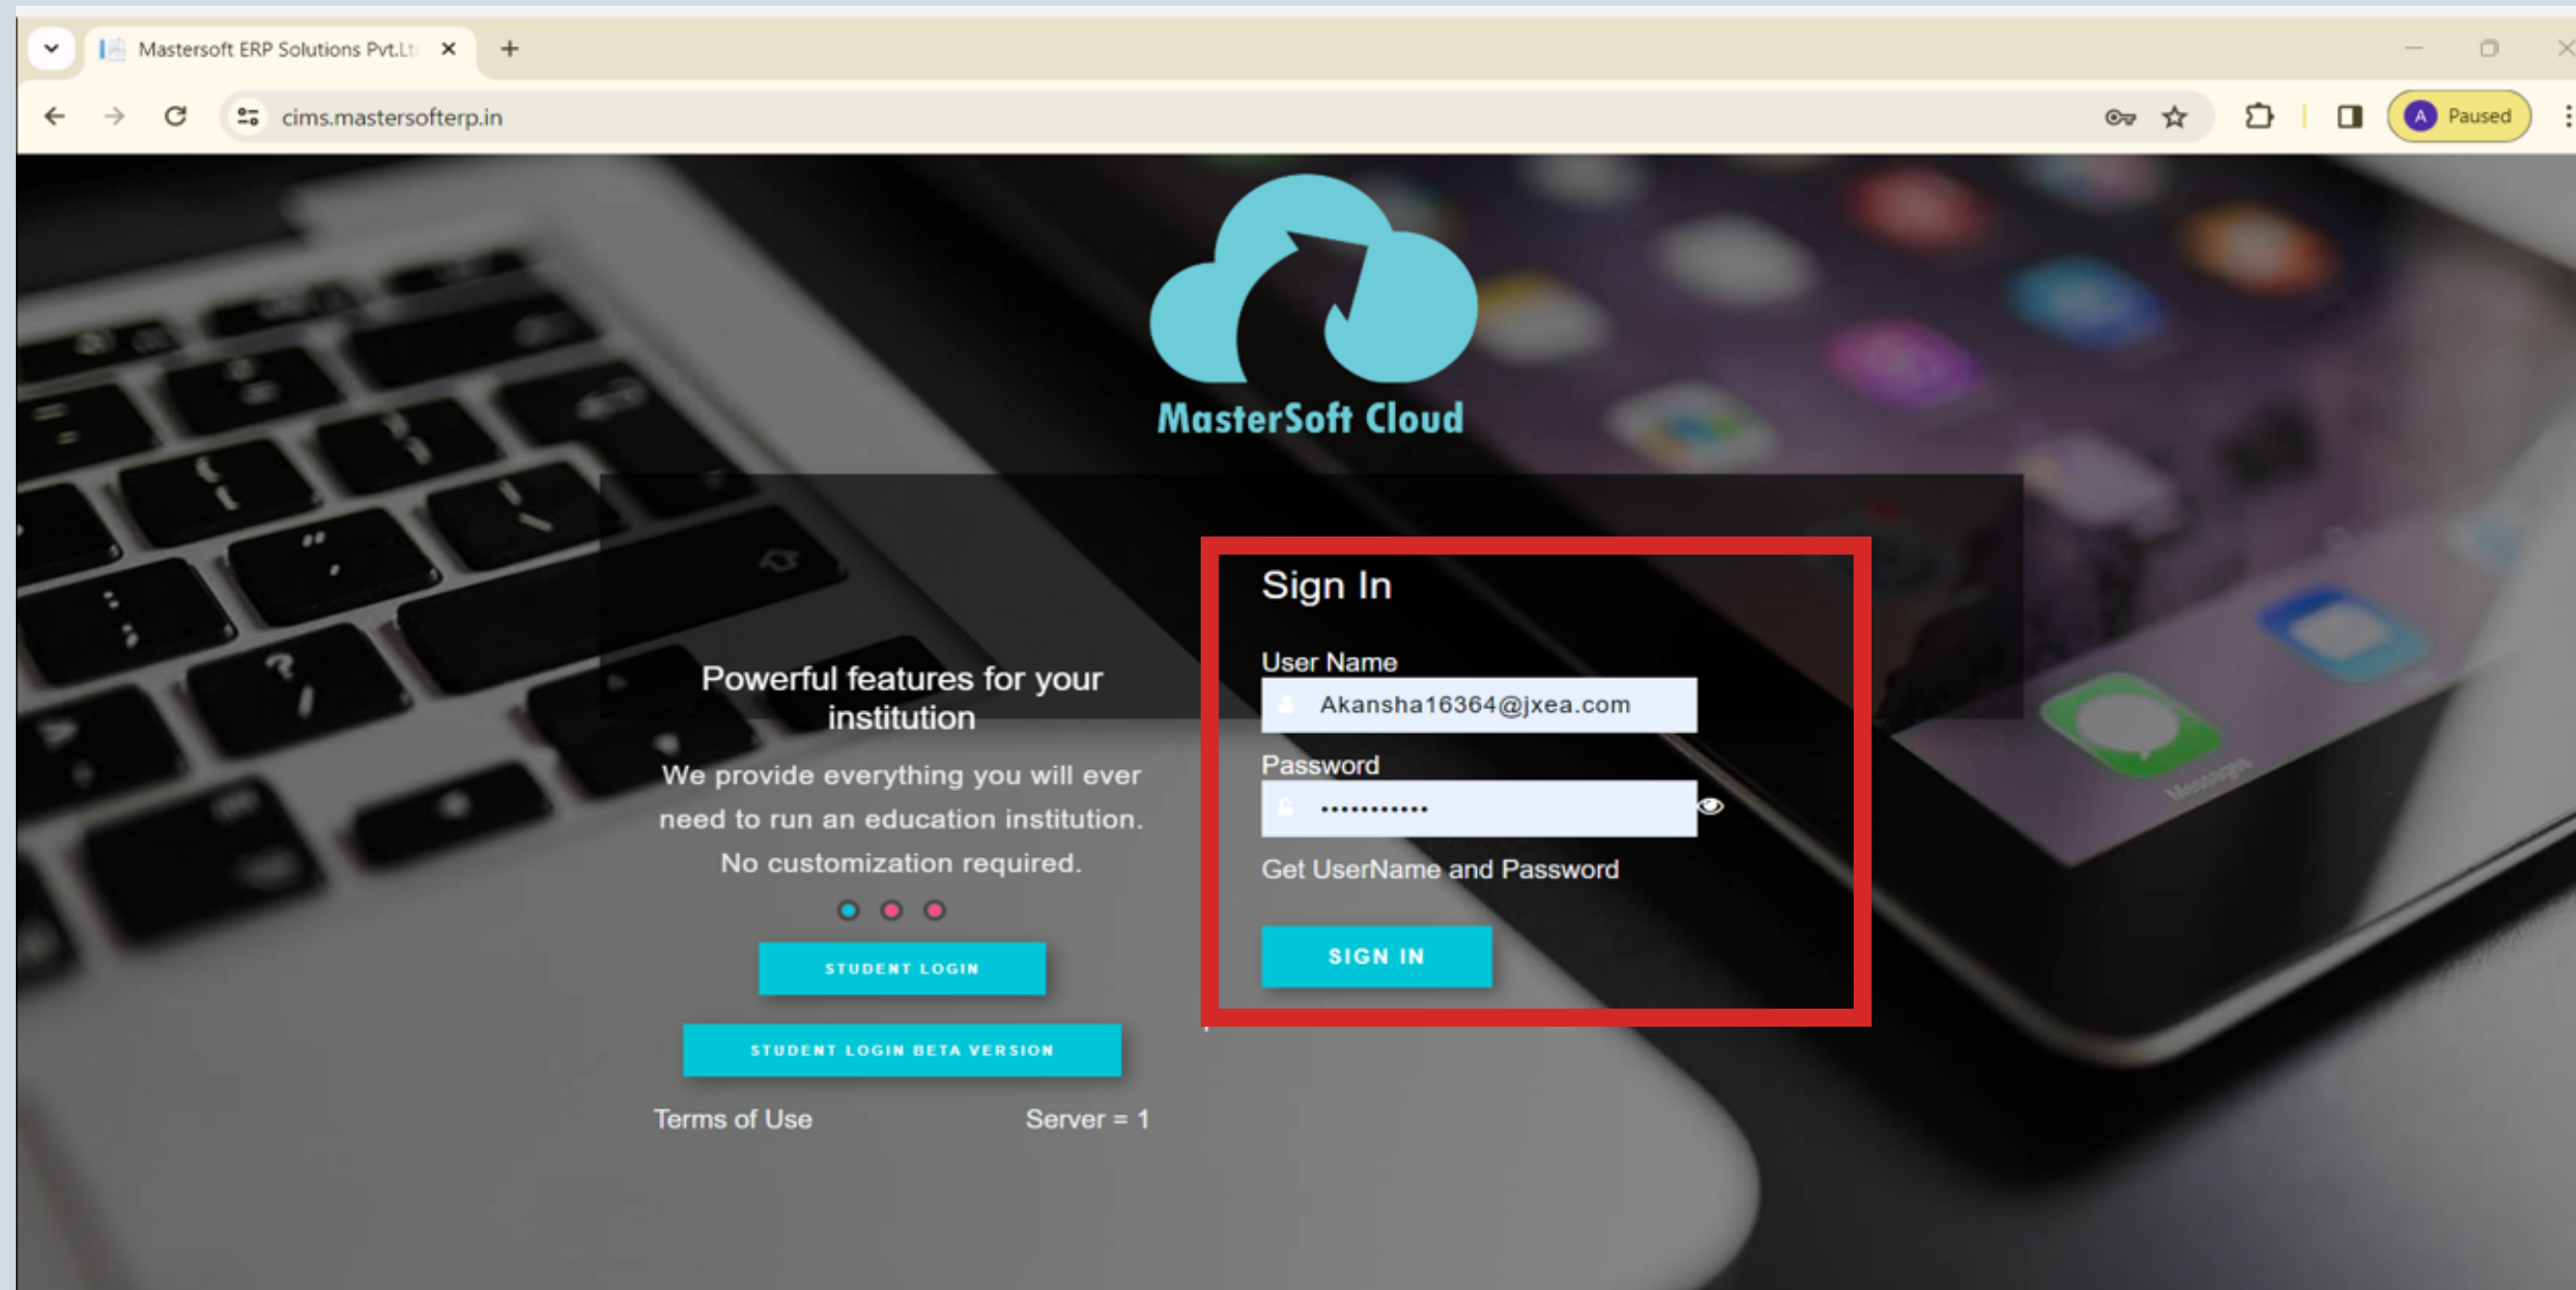 Mastersoft ERP Solutions Pvt.Lt
cims.mastersofterp.in
A Paused
MasterSoft Cloud
Powerful features for your
institution
We provide everything you will ever
need to run an education institution.
No customization required.
STUDENT LOGIN
STUDENT LOGIN BETA VERSION
Terms of Use
Server = 1
Sign In
User Name
Akansha16364@jxea.com
Password
•••••••••••
Get UserName and Password
SIGN IN
Messages